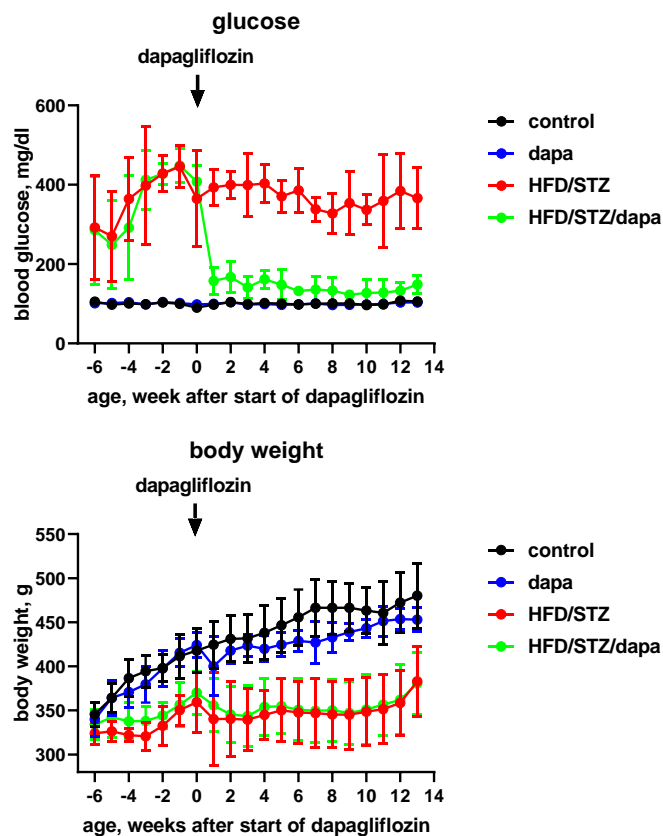 glucose
dapagliflozin
600
400
200
0
blood glucose, mg/dl
-6 -4 -2 0 2 4 6 8 10 12 14
age, week after start of dapagliflozin
control
dapa
HFD/STZ
HFD/STZ/dapa
body weight
dapagliflozin
550
500
450
400
350
300
body weight, g
-6 -4 -2 0 2 4 6 8 10 12 14
age, weeks after start of dapagliflozin
control
dapa
HFD/STZ
HFD/STZ/dapa